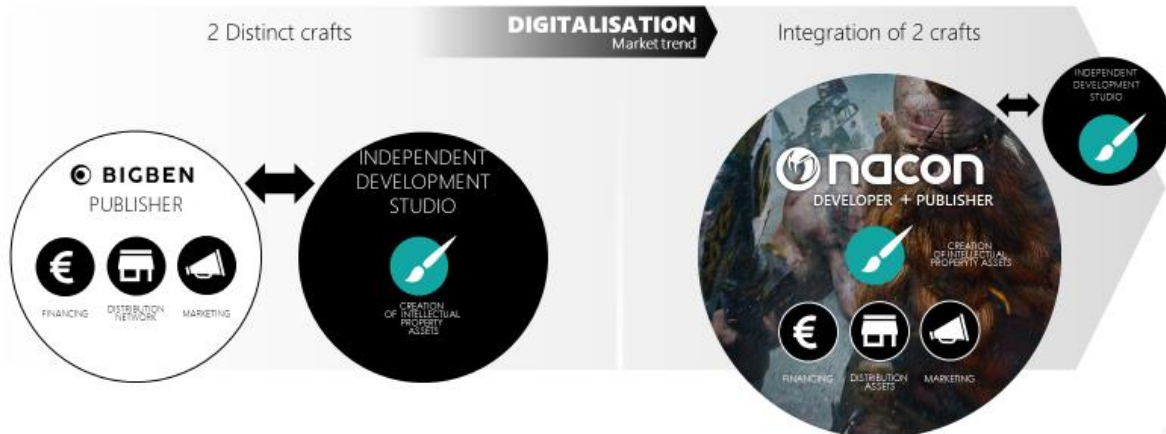 2 Distinct crafts
DIGITALISATION
Market trend
Integration of 2 crafts
BIGBEN
PUBLISHER
€
FINANCING
DISTRIBUTION
NETWORK
MARKETING
INDEPENDENT
DEVELOPMENT
STUDIO
CREATION
OF INTELLECTUAL
PROPERTY
ASSETS
nacon
DEVELOPER + PUBLISHER
CREATION
OF INTELLECTUAL
PROPERYTY ASSETS
€
FINANCING
DISTRIBUTION
ASSETS
MARKETING
INDEPENDENT
DEVELOPMENT
STUDIO